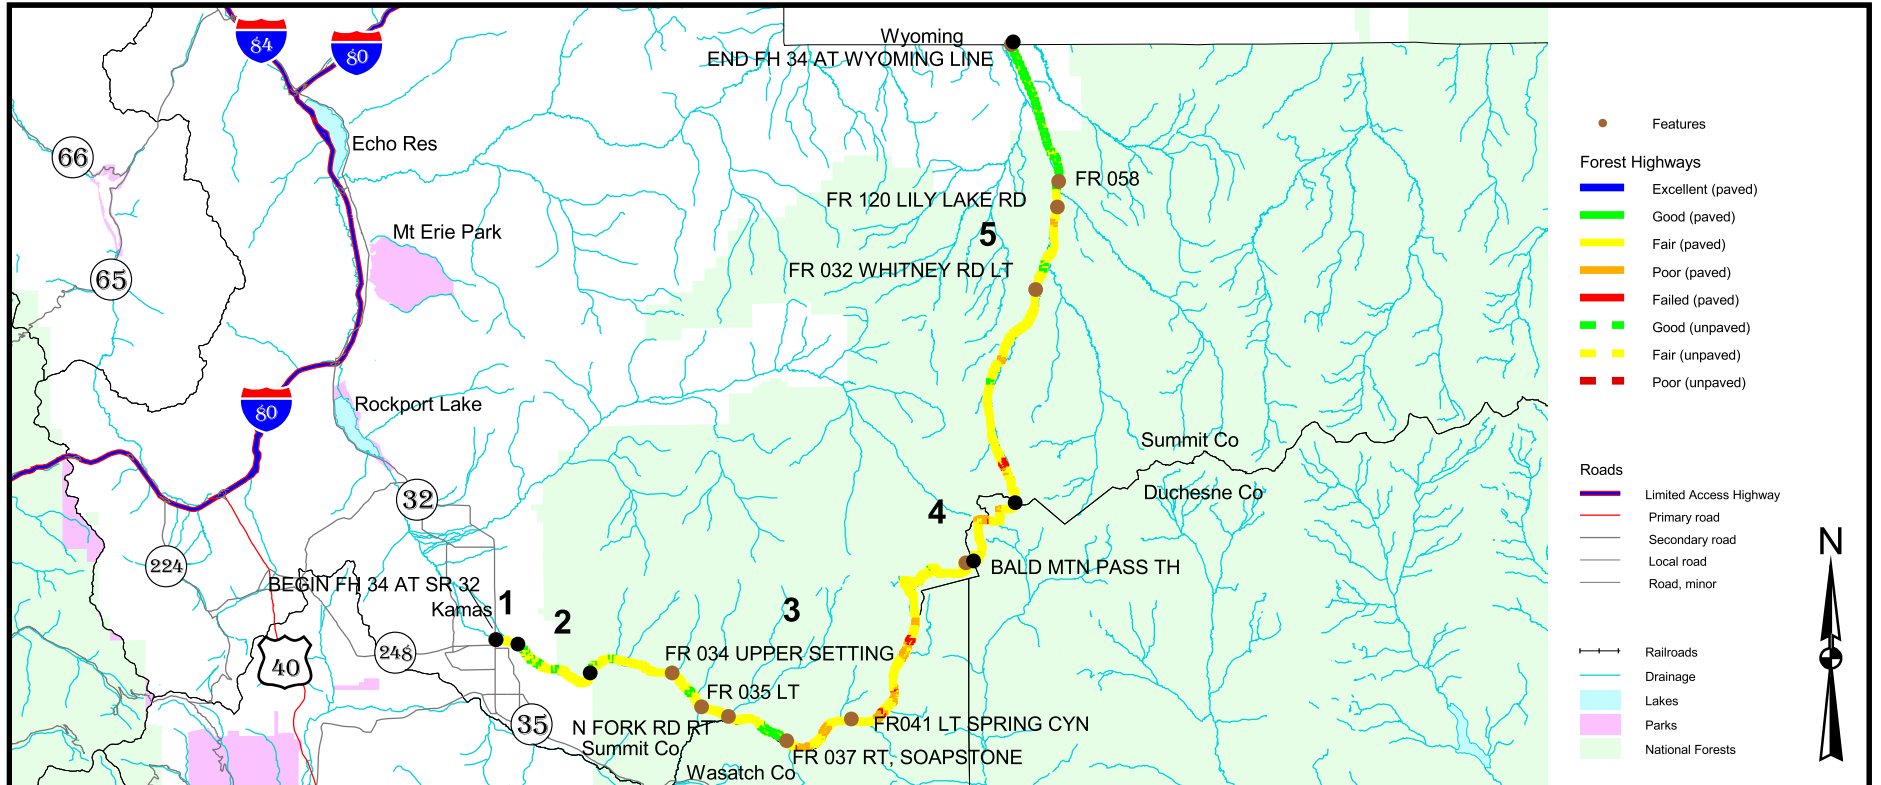 84
80
Wyoming
END FH 34 AT WYOMING LINE
Echo Res
66
FR 058
FR 120 LILY LAKE RD
Mt Erie Park
5
65
FR 032 WHITNEY RD LT
80
Rockport Lake
Summit Co
Duchesne Co
32
4
224
BALD MTN PASS TH
BEGIN FH 34 AT SR 32
Kamas
1
2
3
248
40
FR 034 UPPER SETTING
FR 035 LT
35
N FORK RD RT
FR041 LT SPRING CYN
Summit Co
FR 037 RT, SOAPSTONE
Wasatch Co
Features
Forest Highways
Excellent (paved)
Good (paved)
Fair (paved)
Poor (paved)
Failed (paved)
Good (unpaved)
Fair (unpaved)
Poor (unpaved)
Roads
Limited Access Highway
Primary road
Secondary road
Local road
Road, minor
Railroads
Drainage
Lakes
Parks
National Forests
N